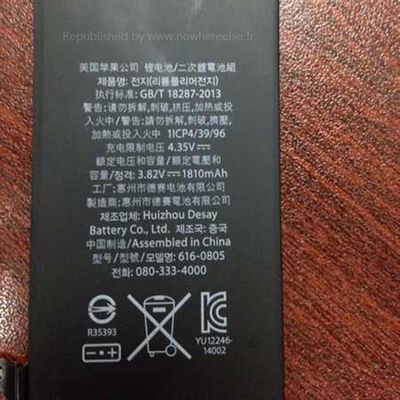 Republished by www.nowhereelse.fr
美国苹果公司 锂电池/二次鋰電池組
제품명: 전지(리튬폴리머전지)
执行标准: GB/T 18287-2013
警告: 请勿拆解,刺破,挤压,加热或投
入火中/警告: 請勿拆解,刺破,擠壓,
加熱或投入火中 1ICP4/39/96
充电限制电压: 4.35V⎓
额定电压和容量/額定電壓和
容量/정격: 3.82V⎓ 1810mAh
工厂: 惠州市德赛电池有限公司
製造商: 惠州市德賽電池有限公司
제조업체: Huizhou Desay
Battery Co., Ltd. 제조국: 중국
中国制造/Assembled in China
型号/型號/모델명: 616-0805
전화: 080-333-4000
R35393
YU12246-
14002